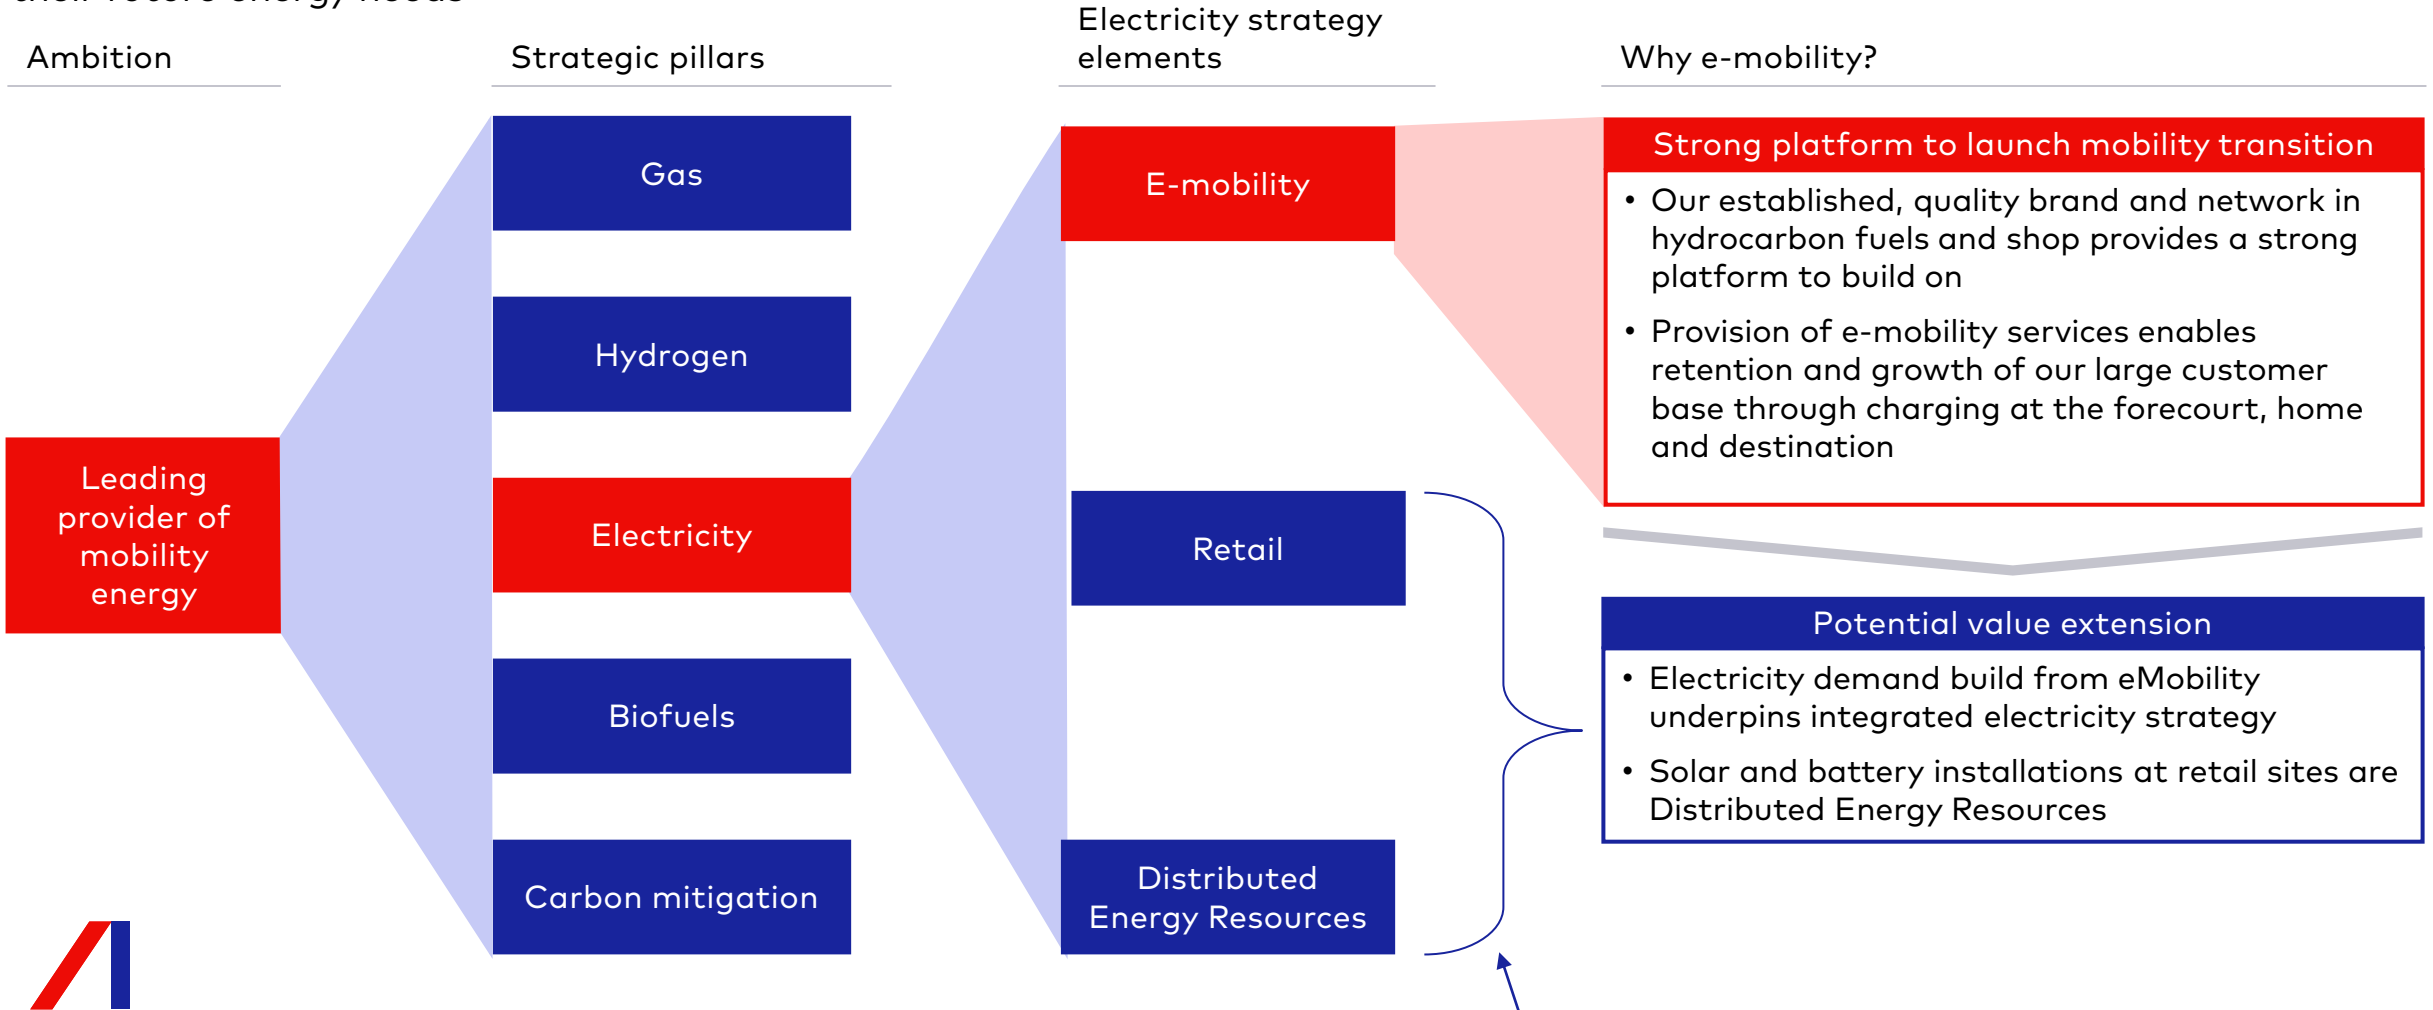 their future energy needs
Ambition
Strategic pillars
Electricity strategy
elements
Why e-mobility?
Leading
provider of
mobility
energy
Gas
Hydrogen
Electricity
Biofuels
Carbon mitigation
E-mobility
Retail
Distributed
Energy Resources
Strong platform to launch mobility transition
• Our established, quality brand and network in
hydrocarbon fuels and shop provides a strong
platform to build on
• Provision of e-mobility services enables
retention and growth of our large customer
base through charging at the forecourt, home
and destination
Potential value extension
• Electricity demand build from eMobility
underpins integrated electricity strategy
• Solar and battery installations at retail sites are
Distributed Energy Resources